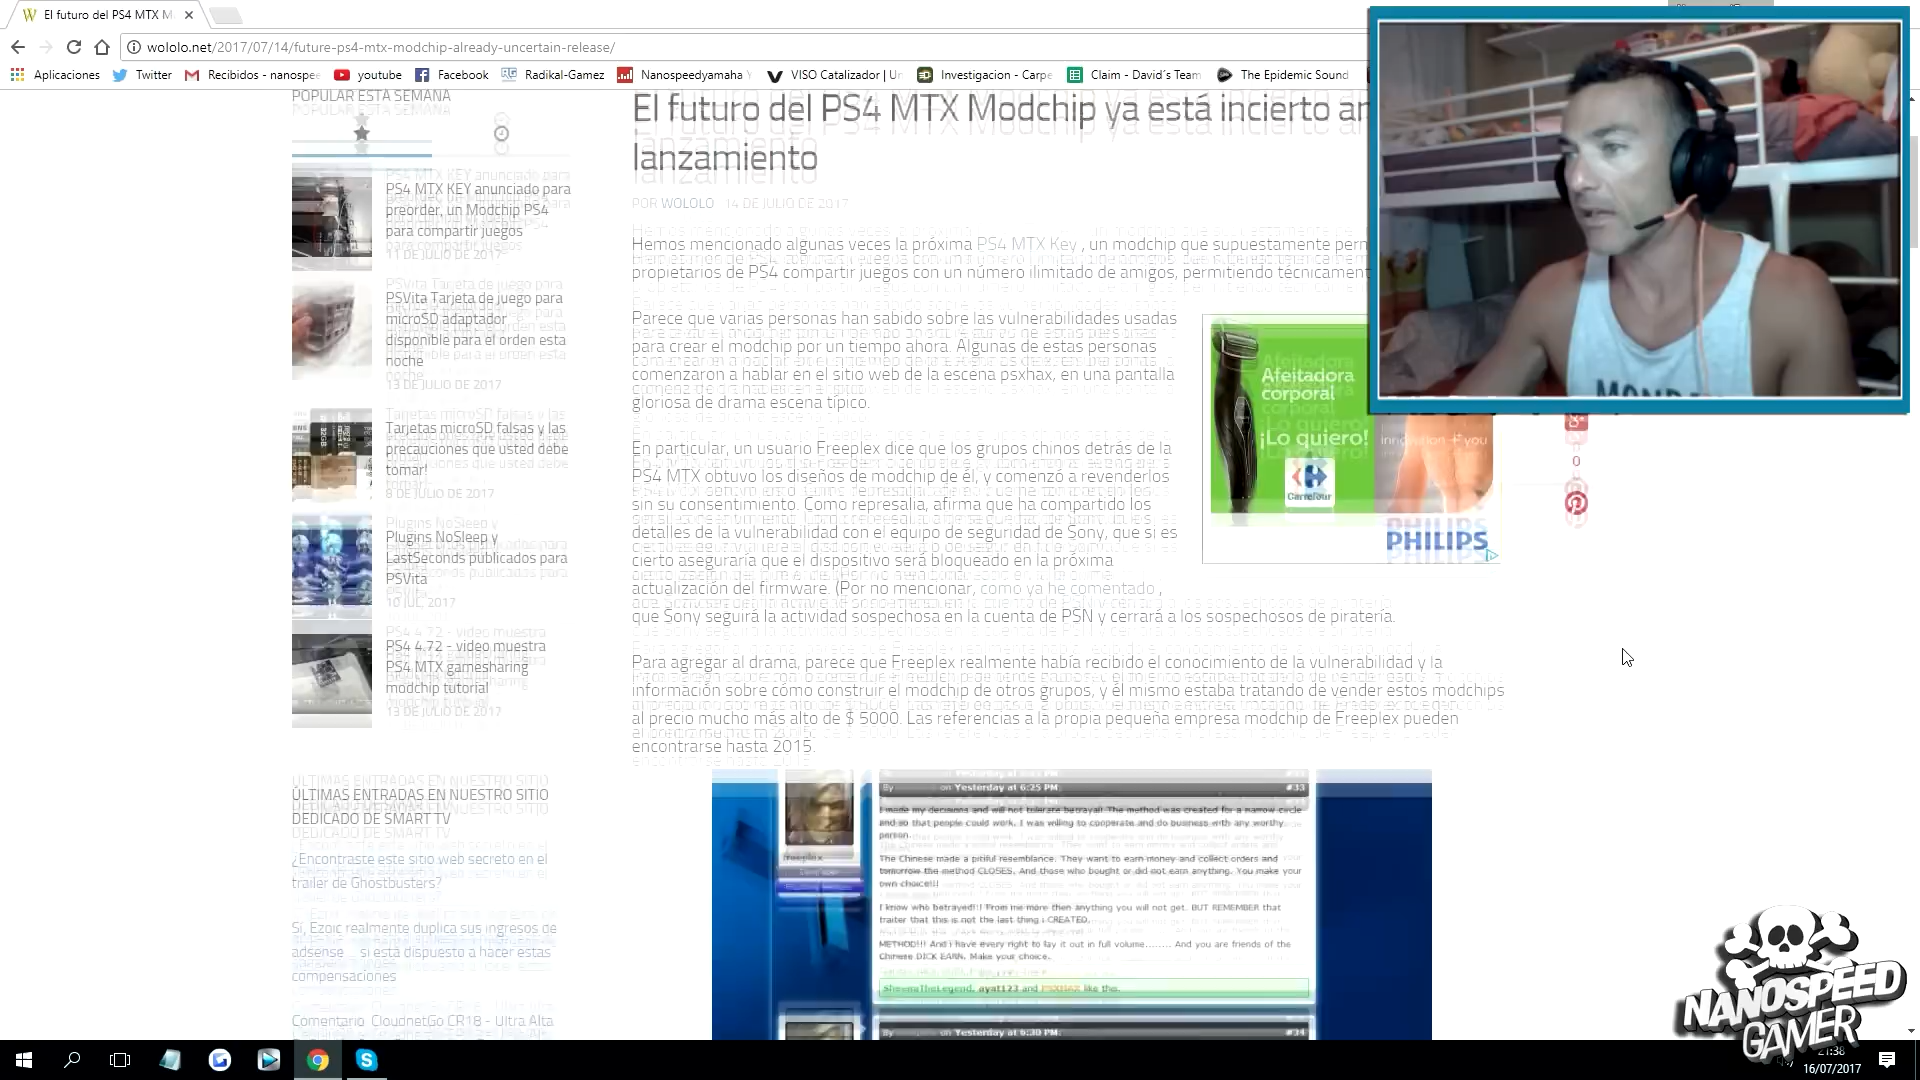 El futuro del PS4 MTX M
wololo.net/2017/07/14/future-ps4-mtx-modchip-already-uncertain-release/
Aplicaciones
Twitter
Recibidos - nanospee
youtube
Facebook
Radikal-Gamez
Nanospeedyamaha
VISO Catalizador | Un
Investigacion - Carpe
Claim - David´s Team
The Epidemic Sound
POPULAR ESTA SEMANA
PS4 MTX KEY anunciado para
preorder, un Modchip PS4
para compartir juegos
11 DE JULIO DE 2017
PSVita Tarjeta de juego para
microSD adaptador
disponible para el orden esta
noche
13 DE JULIO DE 2017
Tarjetas microSD falsas y las
precauciones que usted debe
tomar!
8 DE JULIO DE 2017
Plugins NoSleep y
LastSeconds publicados para
PSVita
10 JUL, 2017
PS4 4.72 - video muestra
PS4 MTX gamesharing
modchip tutorial
13 DE JULIO DE 2017
ÚLTIMAS ENTRADAS EN NUESTRO SITIO
DEDICADO DE SMART TV
¿Encontraste este sitio web secreto en el
trailer de Ghostbusters?
Sí, Ezoic realmente duplica sus ingresos de
adsense ... si está dispuesto a hacer estas
compensaciones
Comentario CloudnetGo CR18 - Ultra Alta
El futuro del PS4 MTX Modchip ya está incierto an
lanzamiento
POR WOLOLO · 14 DE JULIO DE 2017
Hemos mencionado algunas veces la próxima PS4 MTX Key , un modchip que supuestamente perm
propietarios de PS4 compartir juegos con un número ilimitado de amigos, permitiendo técnicament
Parece que varias personas han sabido sobre las vulnerabilidades usadas
para crear el modchip por un tiempo ahora. Algunas de estas personas
comenzaron a hablar en el sitio web de la escena psxhax, en una pantalla
gloriosa de drama escena típico.
En particular, un usuario Freeplex dice que los grupos chinos detrás de la
PS4 MTX obtuvo los diseños de modchip de él, y comenzó a revenderlos
sin su consentimiento. Como represalia, afirma que ha compartido los
detalles de la vulnerabilidad con el equipo de seguridad de Sony, que si es
cierto aseguraría que el dispositivo será bloqueado en la próxima
actualización del firmware. (Por no mencionar, como ya he comentado ,
que Sony seguirá la actividad sospechosa en la cuenta de PSN y cerrará a los sospechosos de piratería.
Para agregar al drama, parece que Freeplex realmente había recibido el conocimiento de la vulnerabilidad y la
información sobre cómo construir el modchip de otros grupos, y él mismo estaba tratando de vender estos modchips
al precio mucho más alto de $ 5000. Las referencias a la propia pequeña empresa modchip de Freeplex pueden
encontrarse hasta 2015.
Afeitadora
corporal
¡Lo quiero!
Carrefour
innovation + you
PHILIPS
0
By on Yesterday at 6:25 PM #33
I made my decisions and will not tolerate betrayal! The method was created for a narrow circle
and so that people could work. I was willing to cooperate and do business with any worthy
person.
freeplex
The Chinese made a pitiful resemblance. They want to earn money and collect orders and
tomorrow the method CLOSES. And those who bought or did not earn anything. You make your
own choice!!!
I know who betrayed!!! From me more then anything you will not get. BUT REMEMBER that
traiter that this is not the last thing i CREATED.
METHOD!!! And i have every right to lay it out in full volume........ And you are friends of the
Chinese DICK EARN. Make your choice.
SheenaTheLegend, ayat123 and PSXHAX like this.
By on Yesterday at 6:30 PM #34
NANOSPEED
GAMER
21:38
16/07/2017